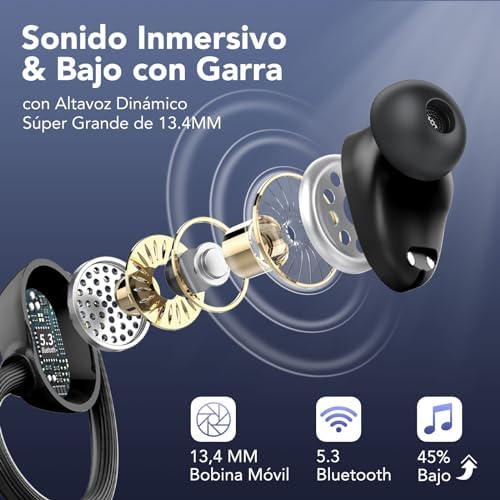 Sonido Inmersivo
& Bajo con Garra
con Altavoz Dinámico
Súper Grande de 13.4MM
5.3
Bluetooth
13,4 MM
Bobina Móvil
5.3
Bluetooth
45%
Bajo